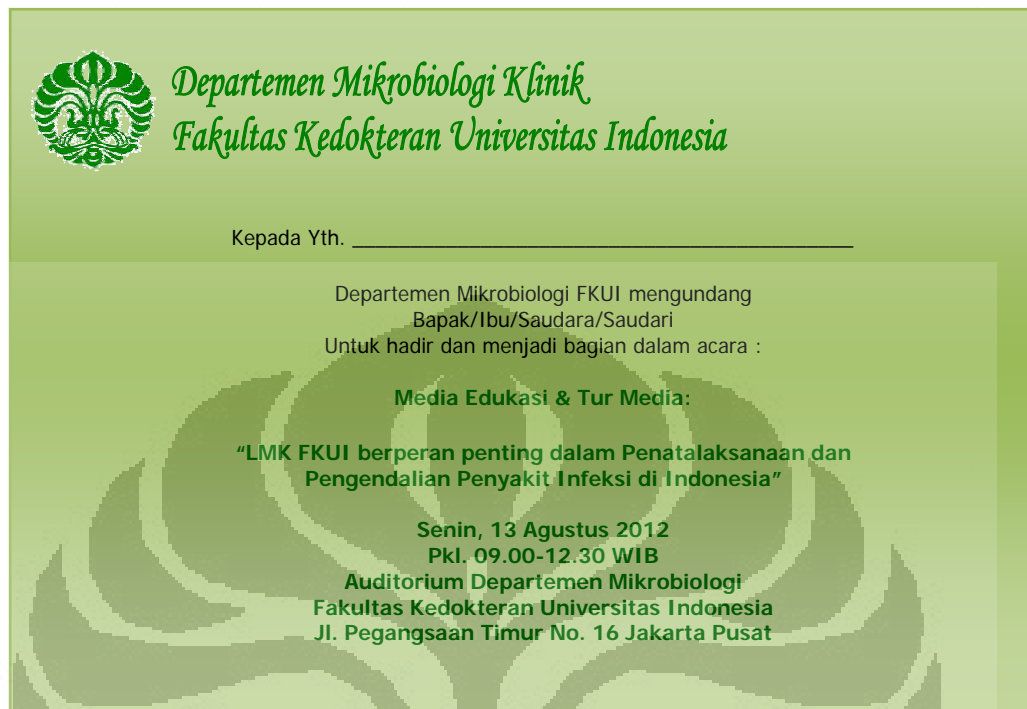 Departemen Mikrobiologi Klinik
Fakultas Kedokteran Universitas Indonesia
Kepada Yth. ___________________________________________
Departemen Mikrobiologi FKUI mengundang
Bapak/Ibu/Saudara/Saudari
Untuk hadir dan menjadi bagian dalam acara :
Media Edukasi & Tur Media:
“LMK FKUI berperan penting dalam Penatalaksanaan dan
Pengendalian Penyakit Infeksi di Indonesia”
Senin, 13 Agustus 2012
Pkl. 09.00-12.30 WIB
Auditorium Departemen Mikrobiologi
Fakultas Kedokteran Universitas Indonesia
Jl. Pegangsaan Timur No. 16 Jakarta Pusat